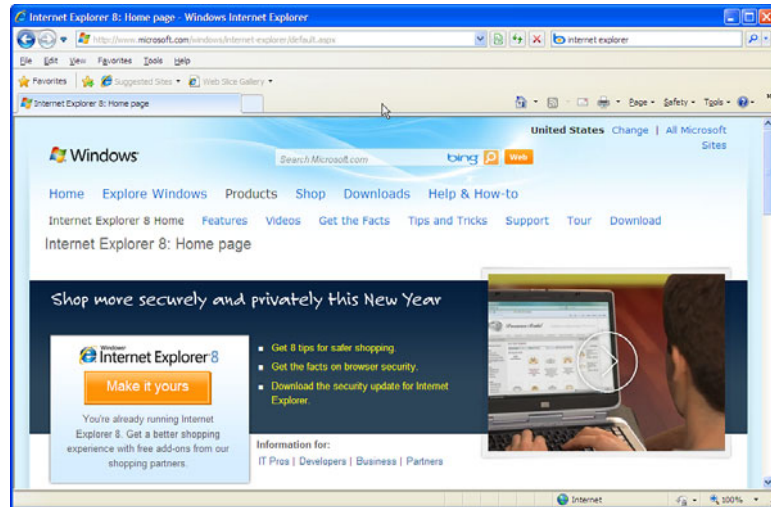 Internet Explorer 8: Home page - Windows Internet Explorer
http://www.microsoft.com/windows/internet-explorer/default.aspx
internet explorer
File Edit View Favorites Tools Help
Favorites Suggested Sites Web Slice Gallery
Internet Explorer 8: Home page
Page Safety Tools
United States Change | All Microsoft
Sites
Windows
Search Microsoft.com bing Web
Home Explore Windows Products Shop Downloads Help & How-to
Internet Explorer 8 Home Features Videos Get the Facts Tips and Tricks Support Tour Download
Internet Explorer 8: Home page
Shop more securely and privately this New Year
Windows
Internet Explorer 8
Make it yours
You're already running Internet
Explorer 8. Get a better shopping
experience with free add-ons from our
shopping partners.
Get 8 tips for safer shopping.
Get the facts on browser security.
Download the security update for Internet
Explorer.
Information for:
IT Pros | Developers | Business | Partners
Internet 100%